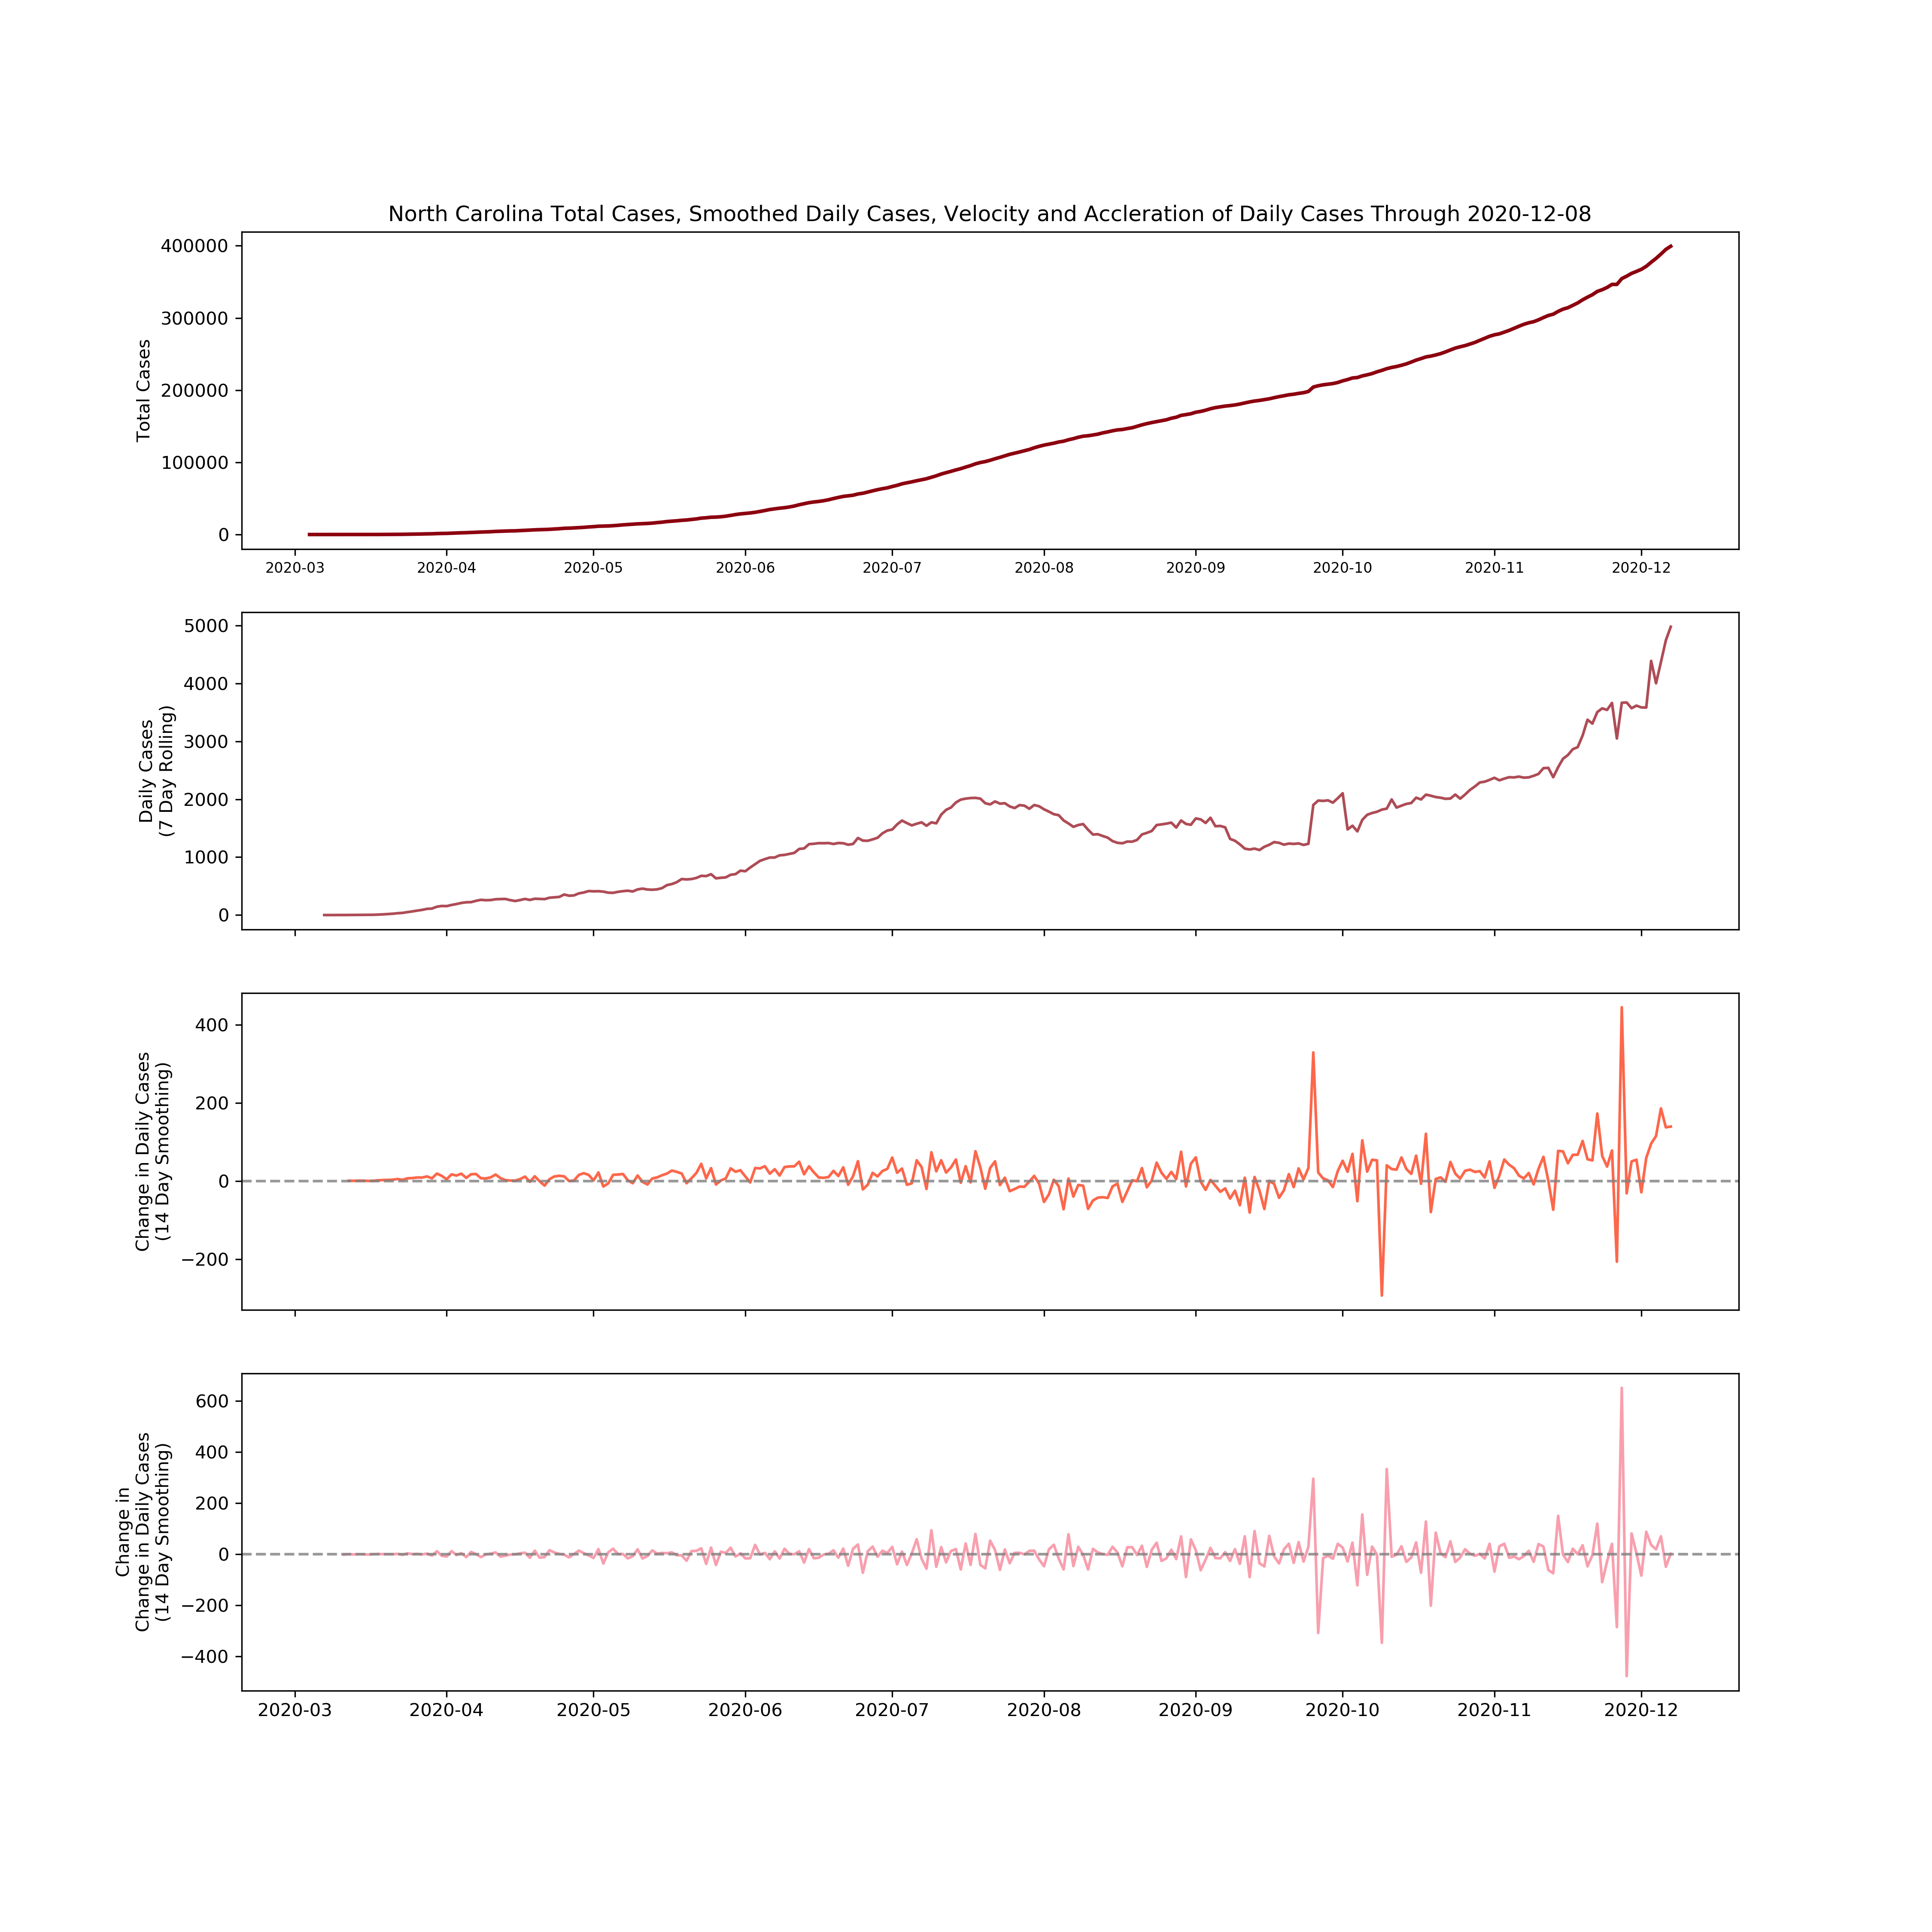 North Carolina Total Cases, Smoothed Daily Cases, Velocity and Accleration of Daily Cases Through 2020-12-08
Total Cases
400000
300000
200000
100000
0
2020-03 2020-04 2020-05 2020-06 2020-07 2020-08 2020-09 2020-10 2020-11 2020-12
Daily Cases
(7 Day Rolling)
5000
4000
3000
2000
1000
0
Change in Daily Cases
(14 Day Smoothing)
400
200
0
−200
Change in
Change in Daily Cases
(14 Day Smoothing)
600
400
200
0
−200
−400
2020-03 2020-04 2020-05 2020-06 2020-07 2020-08 2020-09 2020-10 2020-11 2020-12